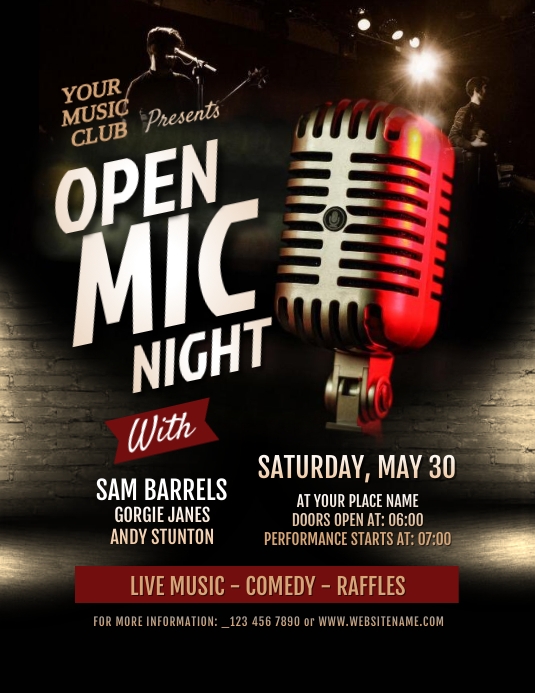 YOUR
MUSIC
CLUB
Presents
OPEN
MIC
NIGHT
With
SAM BARRELS
GORGIE JANES
ANDY STUNTON
SATURDAY, MAY 30
AT YOUR PLACE NAME
DOORS OPEN AT: 06:00
PERFORMANCE STARTS AT: 07:00
LIVE MUSIC - COMEDY - RAFFLES
FOR MORE INFORMATION: _123 456 7890 or WWW.WEBSITENAME.COM